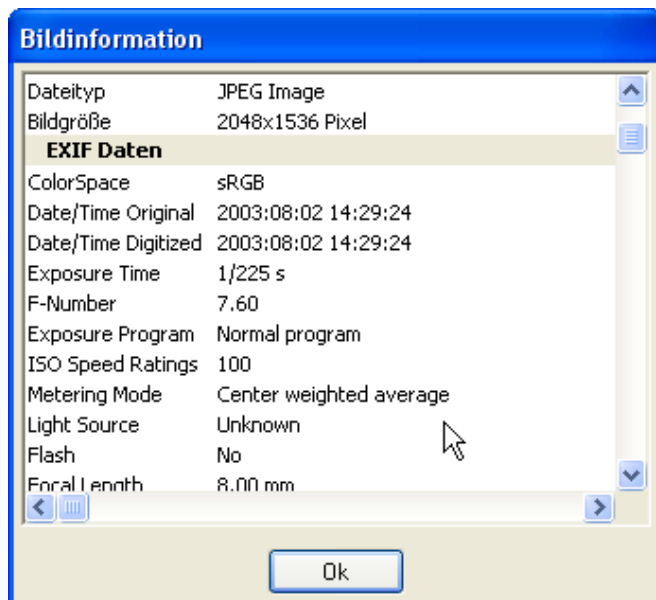 Bildinformation
Dateityp JPEG Image
Bildgröße 2048x1536 Pixel
EXIF Daten
ColorSpace sRGB
Date/Time Original 2003:08:02 14:29:24
Date/Time Digitized 2003:08:02 14:29:24
Exposure Time 1/225 s
F-Number 7.60
Exposure Program Normal program
ISO Speed Ratings 100
Metering Mode Center weighted average
Light Source Unknown
Flash No
Focal Length 8.00 mm
Ok